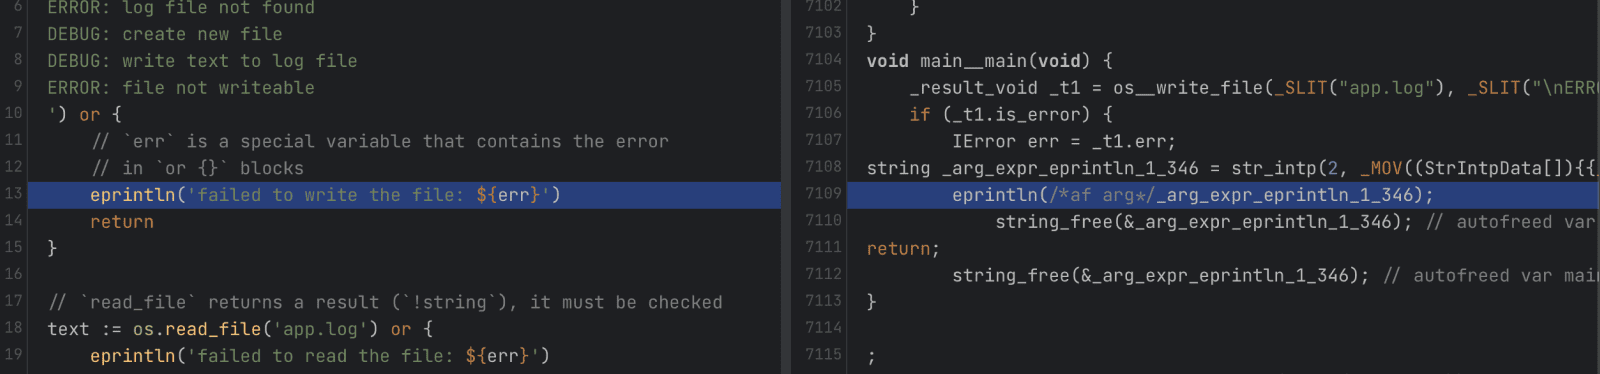 6 ERROR: log file not found
7 DEBUG: create new file
8 DEBUG: write text to log file
9 ERROR: file not writeable
10 ') or {
11 // `err` is a special variable that contains the error
12 // in `or {}` blocks
13 eprintln('failed to write the file: ${err}')
14 return
15 }
16
17 // `read_file` returns a result (`!string`), it must be checked
18 text := os.read_file('app.log') or {
19 eprintln('failed to read the file: ${err}')
7102 }
7103 }
7104 void main__main(void) {
7105 _result_void _t1 = os__write_file(_SLIT("app.log"), _SLIT("\nERR
7106 if (_t1.is_error) {
7107 IError err = _t1.err;
7108 string _arg_expr_eprintln_1_346 = str_intp(2, _MOV((StrIntpData[]){{
7109 eprintln(/*af arg*/_arg_expr_eprintln_1_346);
7110 string_free(&_arg_expr_eprintln_1_346); // autofreed var
7111 return;
7112 string_free(&_arg_expr_eprintln_1_346); // autofreed var mai
7113 }
7114
7115 ;